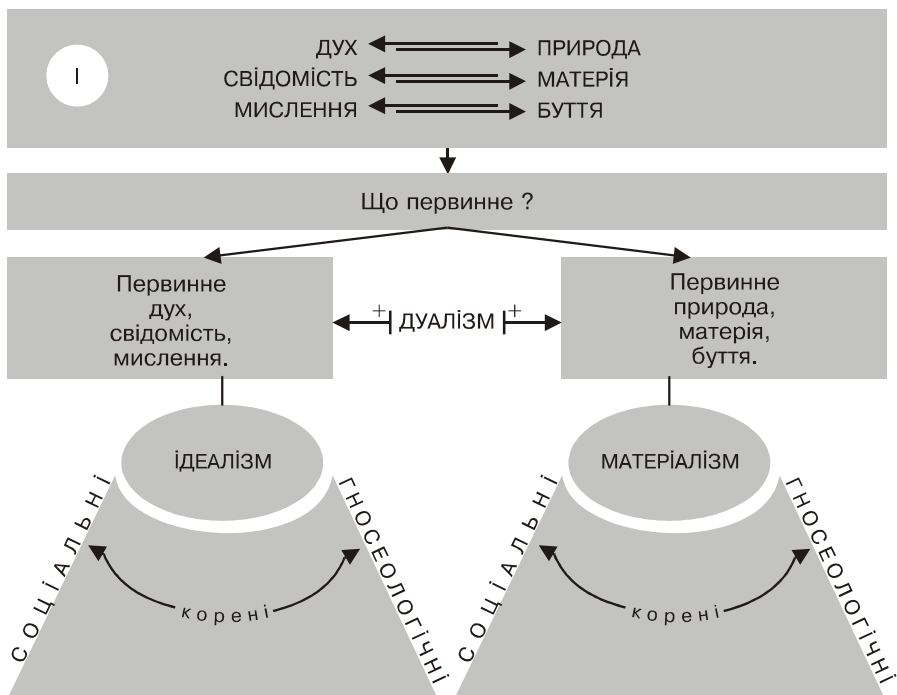 І
ДУХ ПРИРОДА
СВІДОМІСТЬ МАТЕРІЯ
МИСЛЕННЯ БУТТЯ
Що первинне ?
Первинне
дух,
свідомість,
мислення.
+ ДУАЛІЗМ +
Первинне
природа,
матерія,
буття.
ІДЕАЛІЗМ
МАТЕРІАЛІЗМ
СОЦІАЛЬНІ
корені
ГНОСЕОЛОГІЧНІ
СОЦІАЛЬНІ
корені
ГНОСЕОЛОГІЧНІ